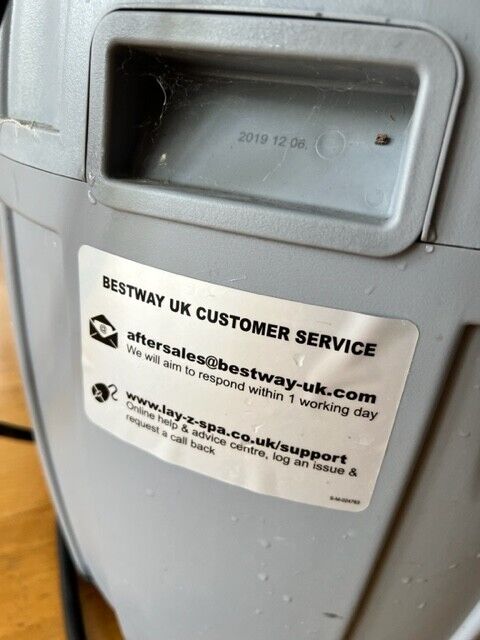 2019 12 06.
BESTWAY UK CUSTOMER SERVICE
@
aftersales@bestway-uk.com
We will aim to respond within 1 working day
www.lay-z-spa.co.uk/support
Online help & advice centre, log an issue &
request a call back